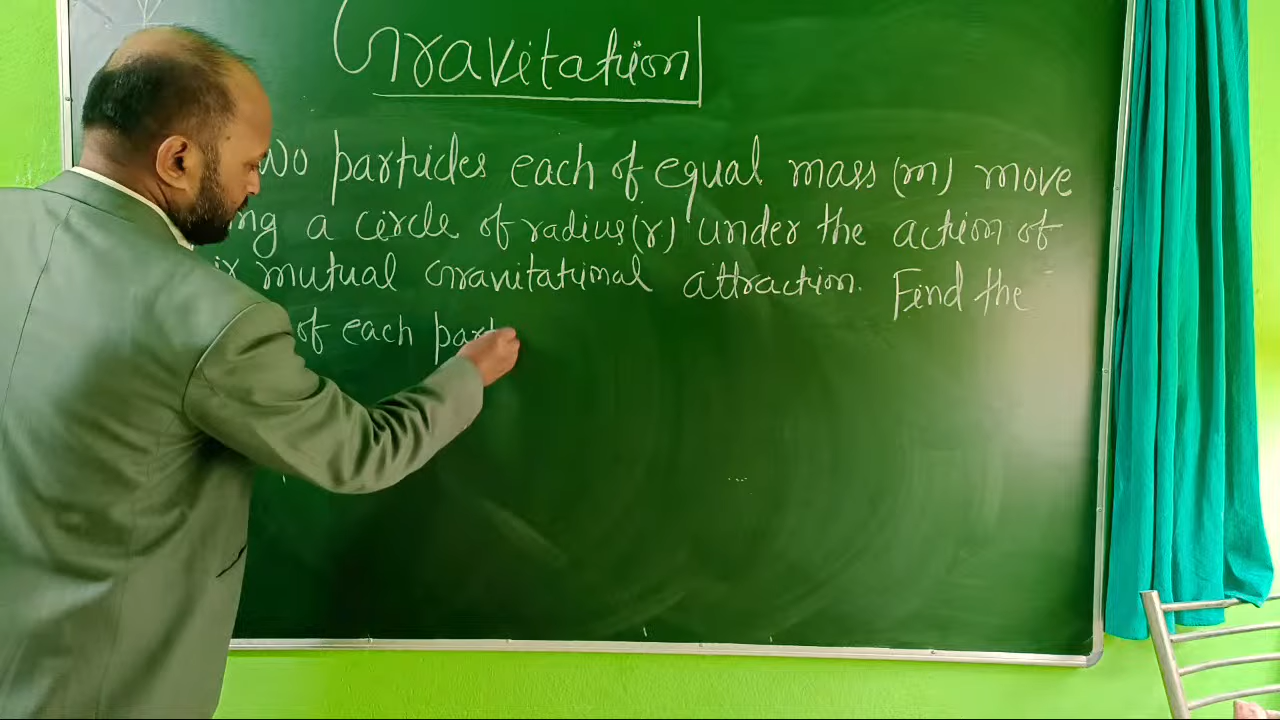 Gravitation
wo particles each of equal mass (m) move
ng a circle of radius (r) under the action of
ir mutual Gravitational attraction. Find the
of each part